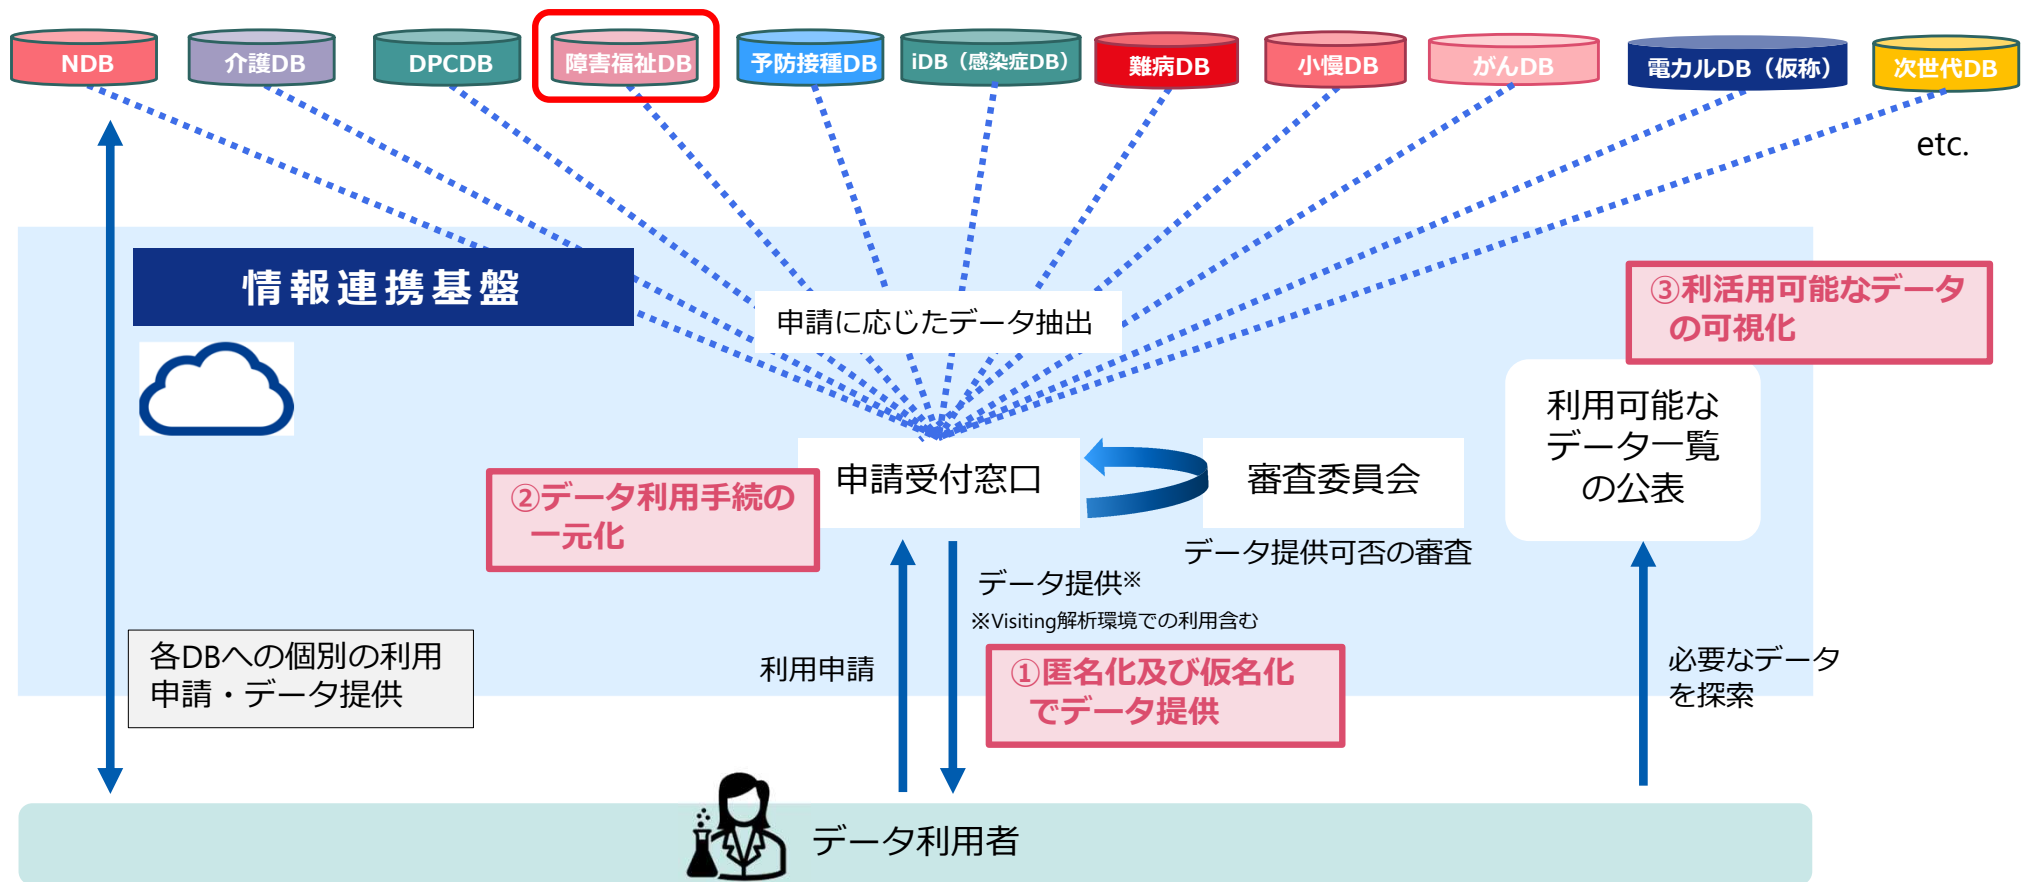 NDB
介護DB
DPCDB
障害福祉DB
予防接種DB
iDB（感染症DB）
難病DB
小慢DB
がんDB
電カルDB（仮称）
次世代DB
etc.
情報連携基盤
申請に応じたデータ抽出
③利活用可能なデータ
の可視化
利用可能な
データ一覧
の公表
②データ利用手続の
一元化
申請受付窓口
審査委員会
データ提供可否の審査
データ提供※
※Visiting解析環境での利用含む
各DBへの個別の利用
申請・データ提供
利用申請
①匿名化及び仮名化
でデータ提供
必要なデータ
を探索
データ利用者